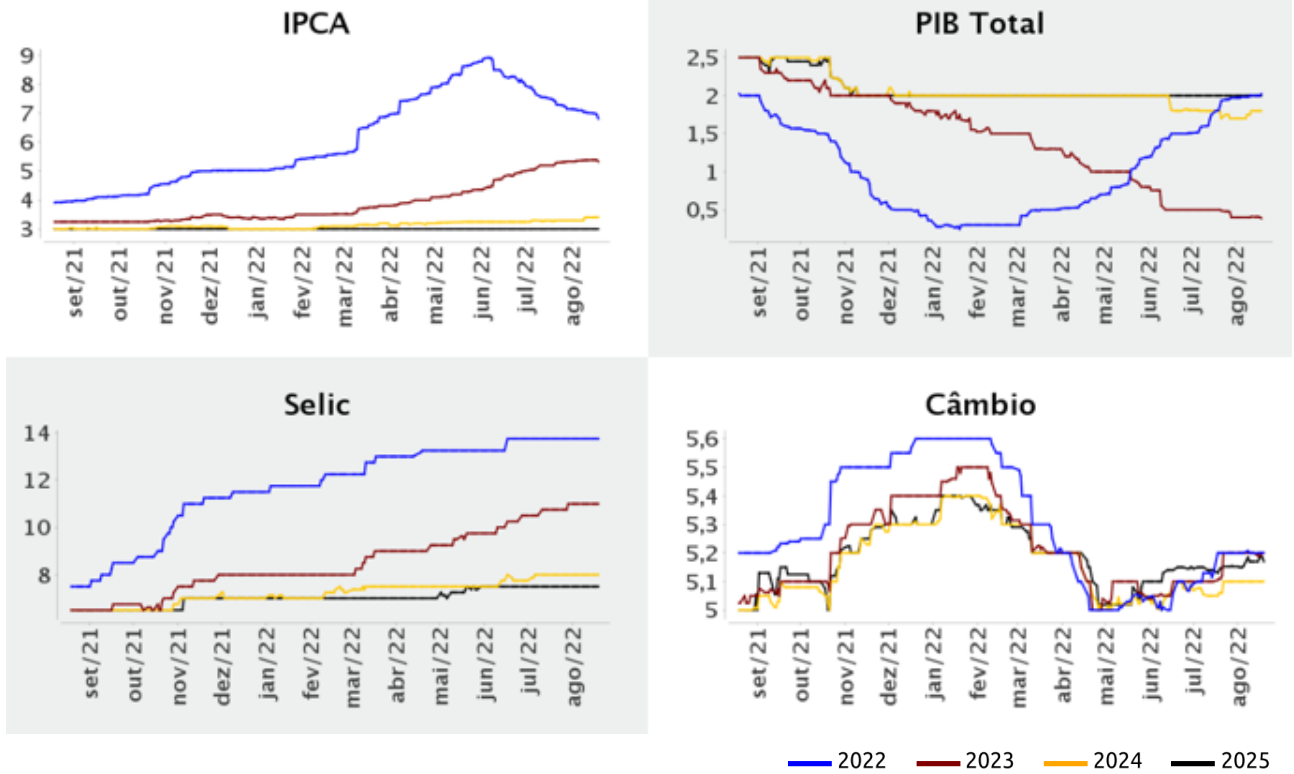 IPCA
9
8
7
6
5
4
3
set/21
out/21
nov/21
dez/21
jan/22
fev/22
mar/22
abr/22
mai/22
jun/22
jul/22
ago/22
PIB Total
2,5
2
1,5
1
0,5
set/21
out/21
nov/21
dez/21
jan/22
fev/22
mar/22
abr/22
mai/22
jun/22
jul/22
ago/22
Selic
14
12
10
8
set/21
out/21
nov/21
dez/21
jan/22
fev/22
mar/22
abr/22
mai/22
jun/22
jul/22
ago/22
Câmbio
5,6
5,5
5,4
5,3
5,2
5,1
5
set/21
out/21
nov/21
dez/21
jan/22
fev/22
mar/22
abr/22
mai/22
jun/22
jul/22
ago/22
2022 2023 2024 2025